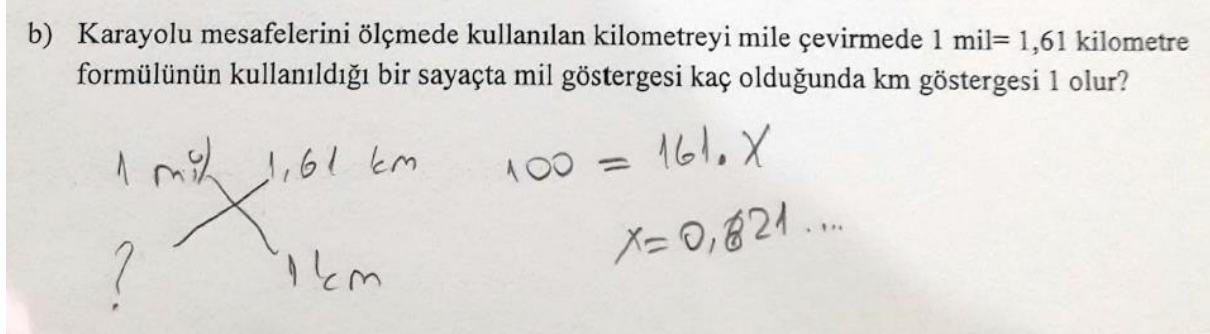 b) Karayolu mesafelerini ölçmede kullanılan kilometreyi mile çevirmede 1 mil= 1,61 kilometre
formülünün kullanıldığı bir sayaçta mil göstergesi kaç olduğunda km göstergesi 1 olur?
1 mil 1,61 km 100 = 161. X
? 1 km x = 0,621 ....